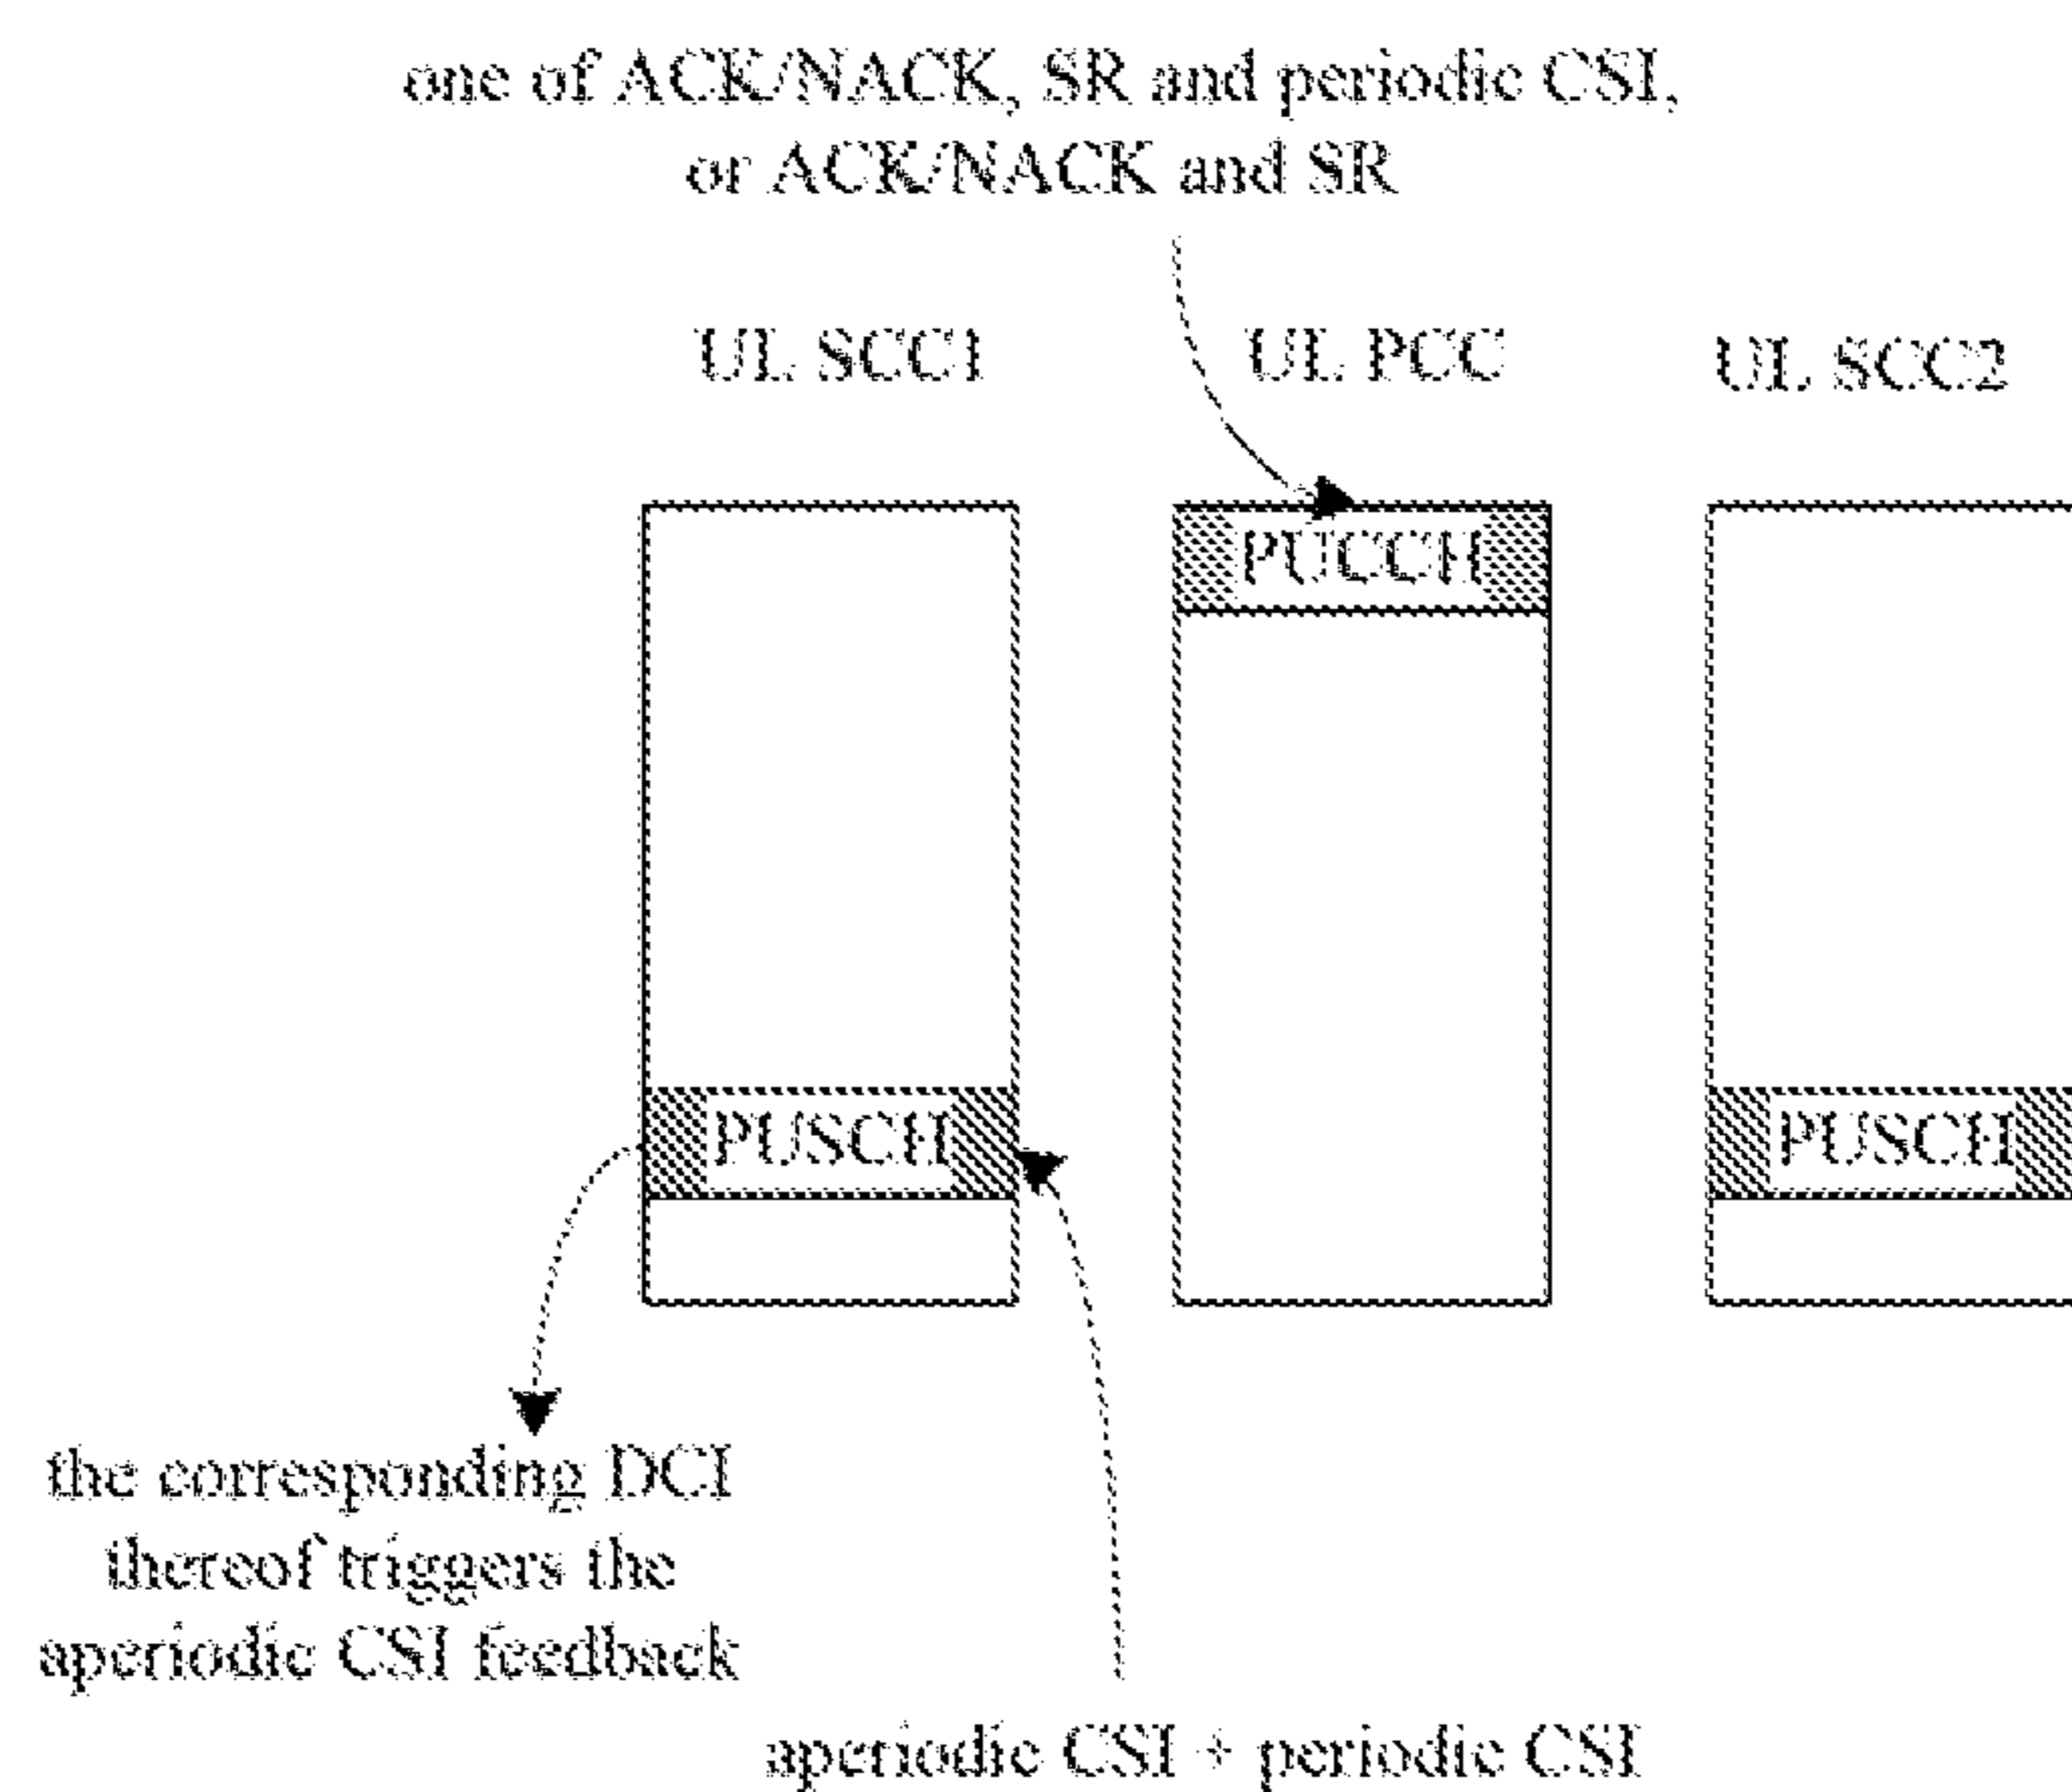 one of ACK/NACK, SR and periodic CSI,
or ACK/NACK and SR
UL SCC1
UL PCC
UL SCC2
PUCCH
PUSCH
PUSCH
the corresponding DCI
thereof triggers the
aperiodic CSI feedback
aperiodic CSI + periodic CSI